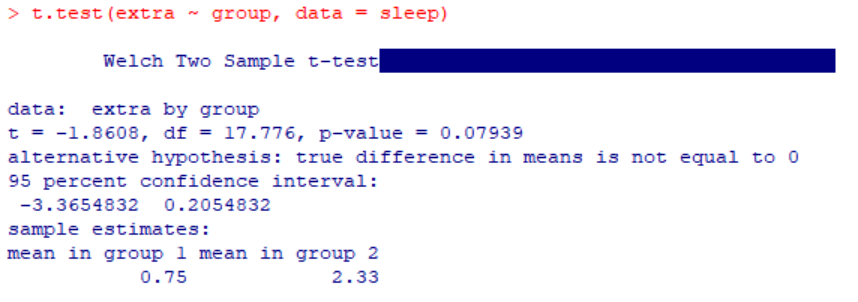 > t.test(extra ~ group, data = sleep)
Welch Two Sample t-test
data:  extra by group
t = -1.8608, df = 17.776, p-value = 0.07939
alternative hypothesis: true difference in means is not equal to 0
95 percent confidence interval:
 -3.3654832  0.2054832
sample estimates:
mean in group 1 mean in group 2
           0.75            2.33